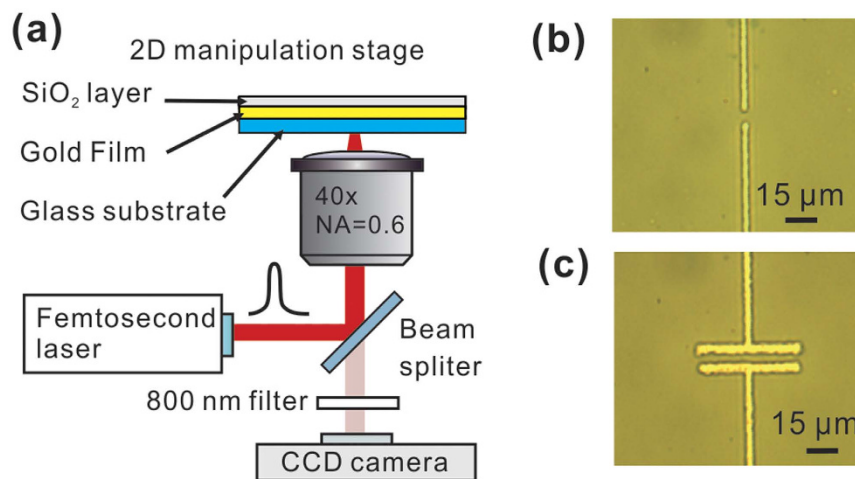 (a)
2D manipulation stage
SiO₂ layer
Gold Film
Glass substrate
40x
NA=0.6
Femtosecond
laser
Beam
spliter
800 nm filter
CCD camera
(b)
15 μm
(c)
15 μm